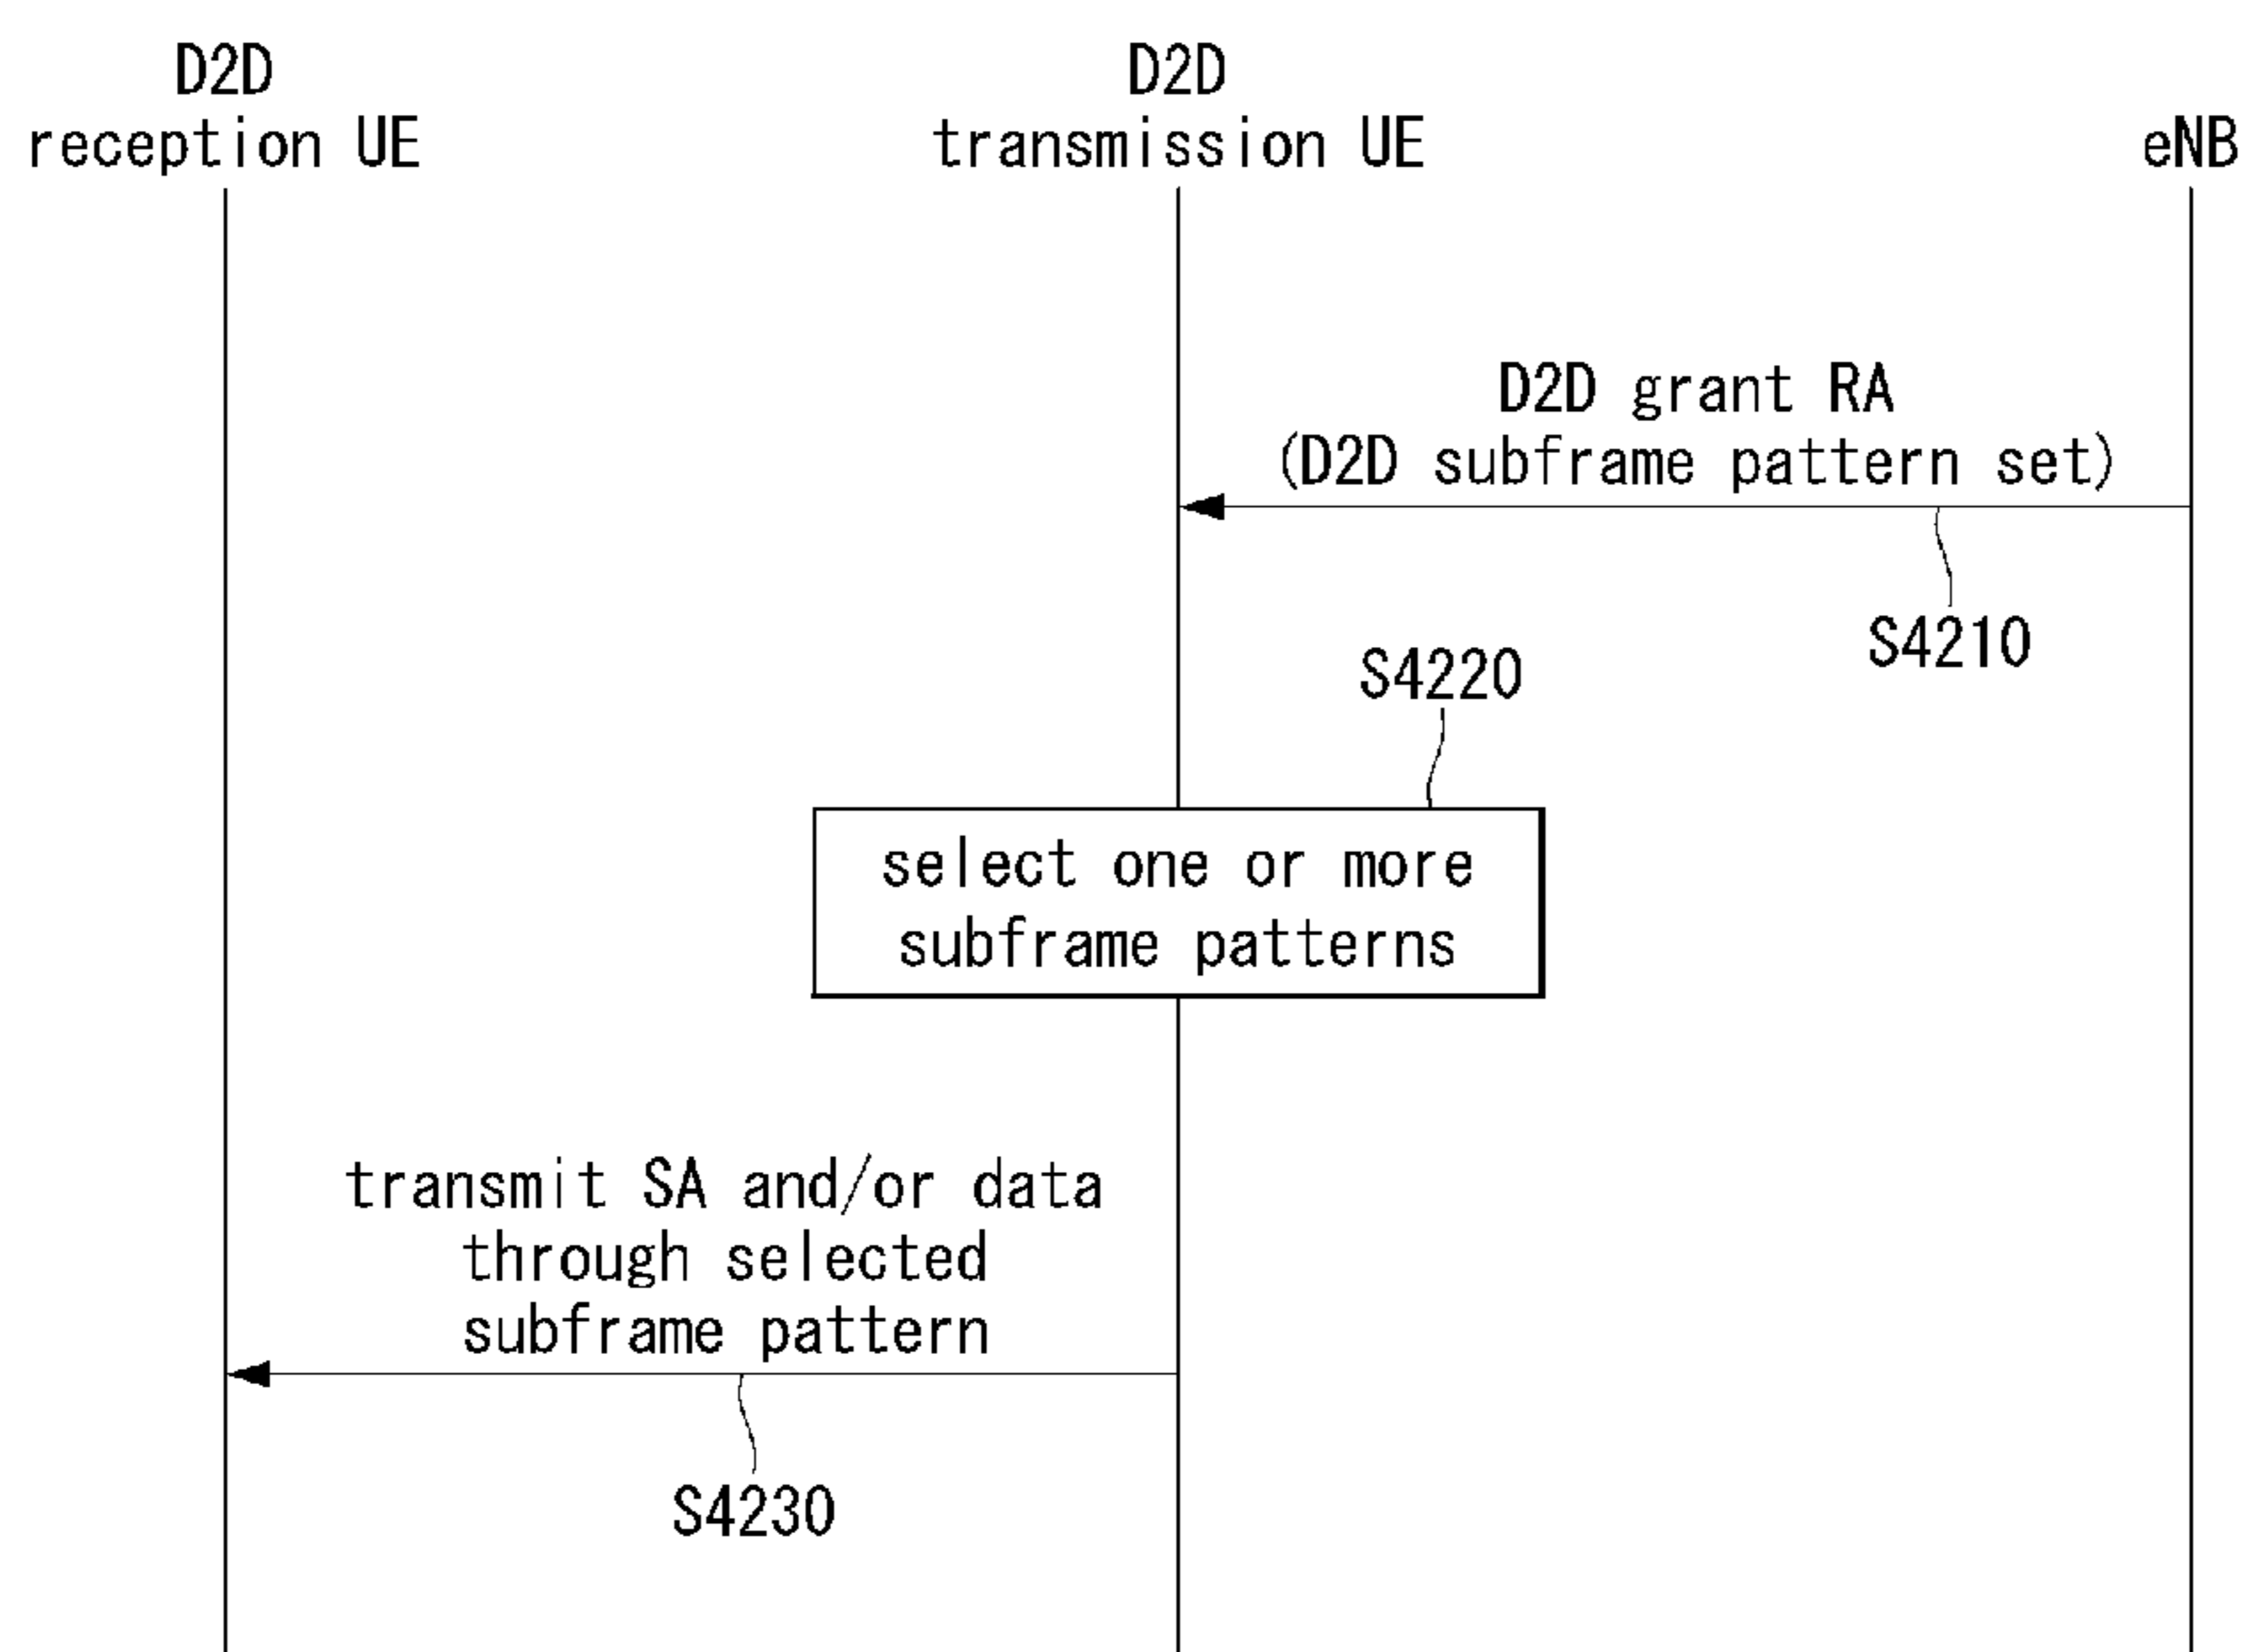 D2D
reception UE
D2D
transmission UE
eNB
D2D grant RA
(D2D subframe pattern set)
S4210
S4220
select one or more
subframe patterns
transmit SA and/or data
through selected
subframe pattern
S4230